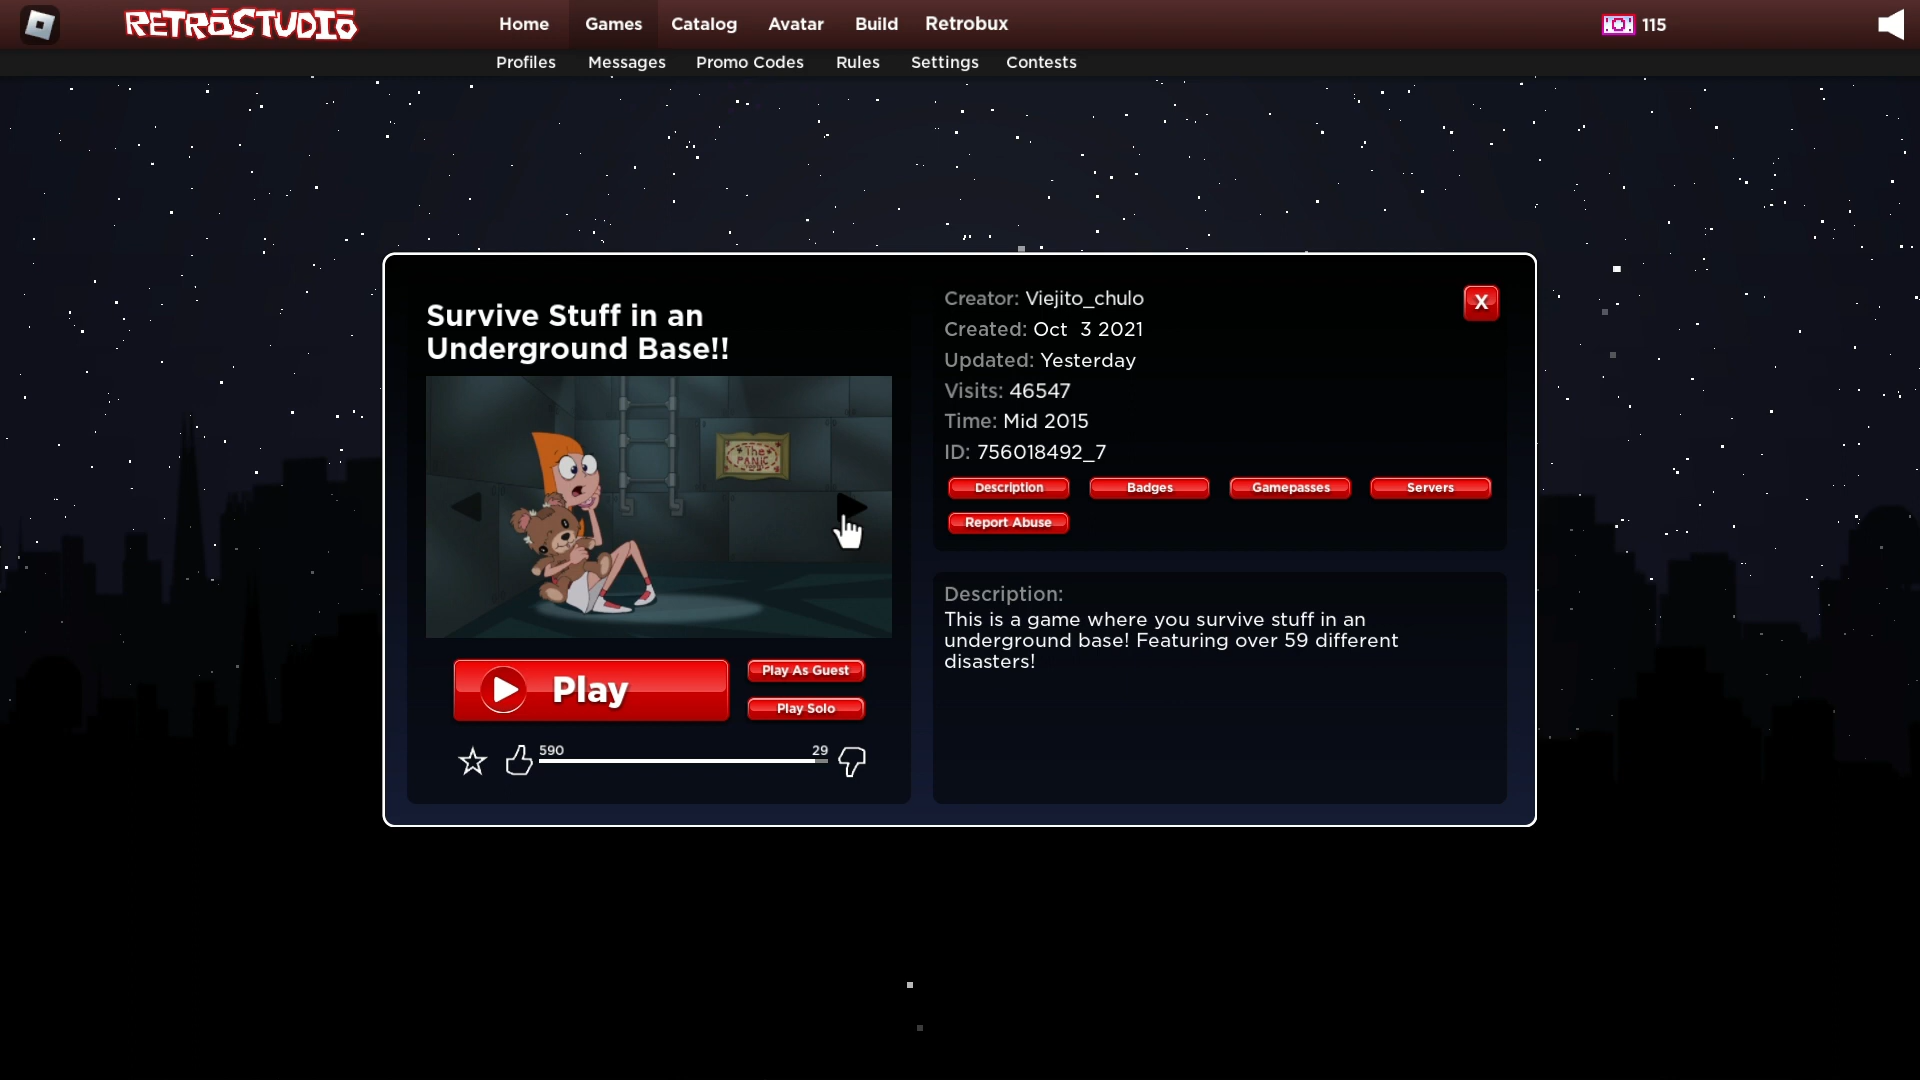 RETROSTUDIO
Home Games Catalog Avatar Build Retrobux
115
Profiles Messages Promo Codes Rules Settings Contests
Survive Stuff in an
Underground Base!!
The
PANIC
Play
Play As Guest
Play Solo
590
29
Creator: Viejito_chulo
Created: Oct 3 2021
Updated: Yesterday
Visits: 46547
Time: Mid 2015
ID: 756018492_7
X
Description Badges Gamepasses Servers
Report Abuse
Description:
This is a game where you survive stuff in an
underground base! Featuring over 59 different
disasters!